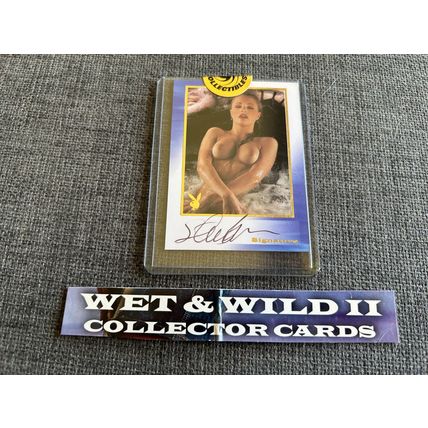 COLLECTIBLES
Signature
WET & WILD II
COLLECTOR CARDS